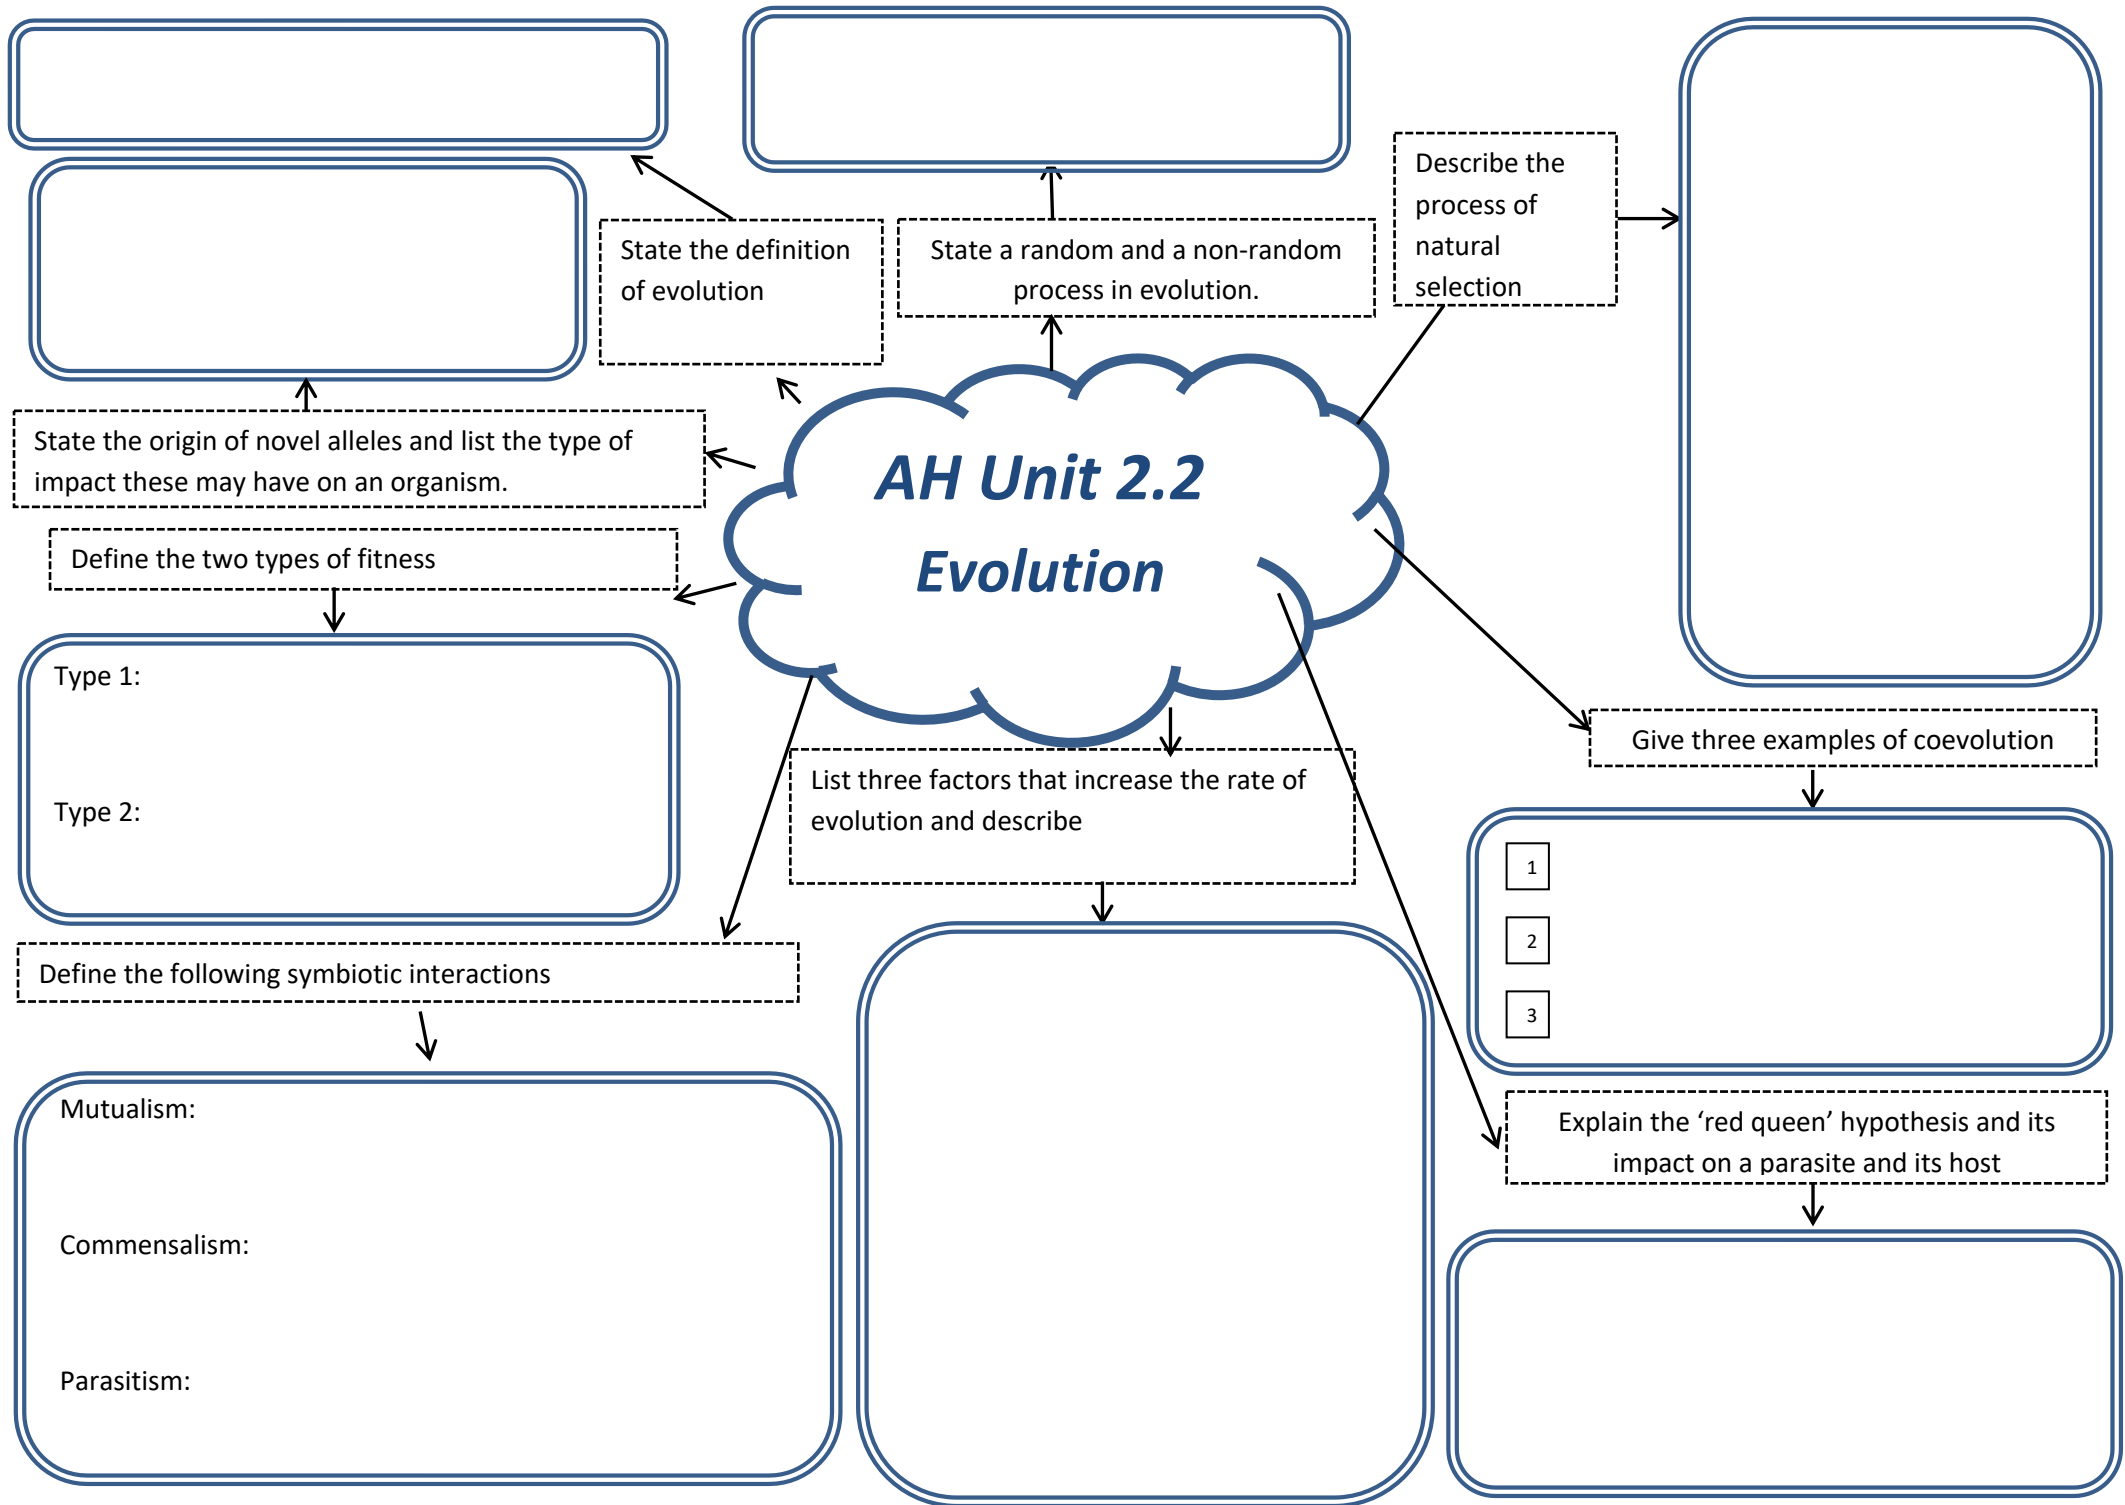 State the definition
of evolution
State a random and a non-random
process in evolution.
Describe the
process of
natural
selection
State the origin of novel alleles and list the type of
impact these may have on an organism.
AH Unit 2.2
Evolution
Define the two types of fitness
Type 1:
Type 2:
List three factors that increase the rate of
evolution and describe
Give three examples of coevolution
1
2
3
Define the following symbiotic interactions
Mutualism:
Commensalism:
Parasitism:
Explain the ‘red queen’ hypothesis and its
impact on a parasite and its host